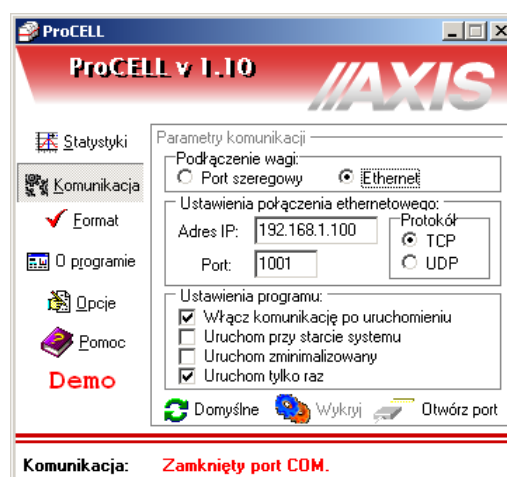 ProCELL
ProCELL v 1.10
//AXIS
Statystyki
Komunikacja
Format
O programie
Opcje
Pomoc
Demo
Parametry komunikacji
Podłączenie wagi:
Port szeregowy Ethernet
Ustawienia połączenia ethernetowego:
Adres IP: 192.168.1.100
Port: 1001
Protokół
TCP
UDP
Ustawienia programu:
Włącz komunikację po uruchomieniu
Uruchom przy starcie systemu
Uruchom zminimalizowany
Uruchom tylko raz
Domyślne Wykryj Otwórz port
Komunikacja: Zamknięty port COM.